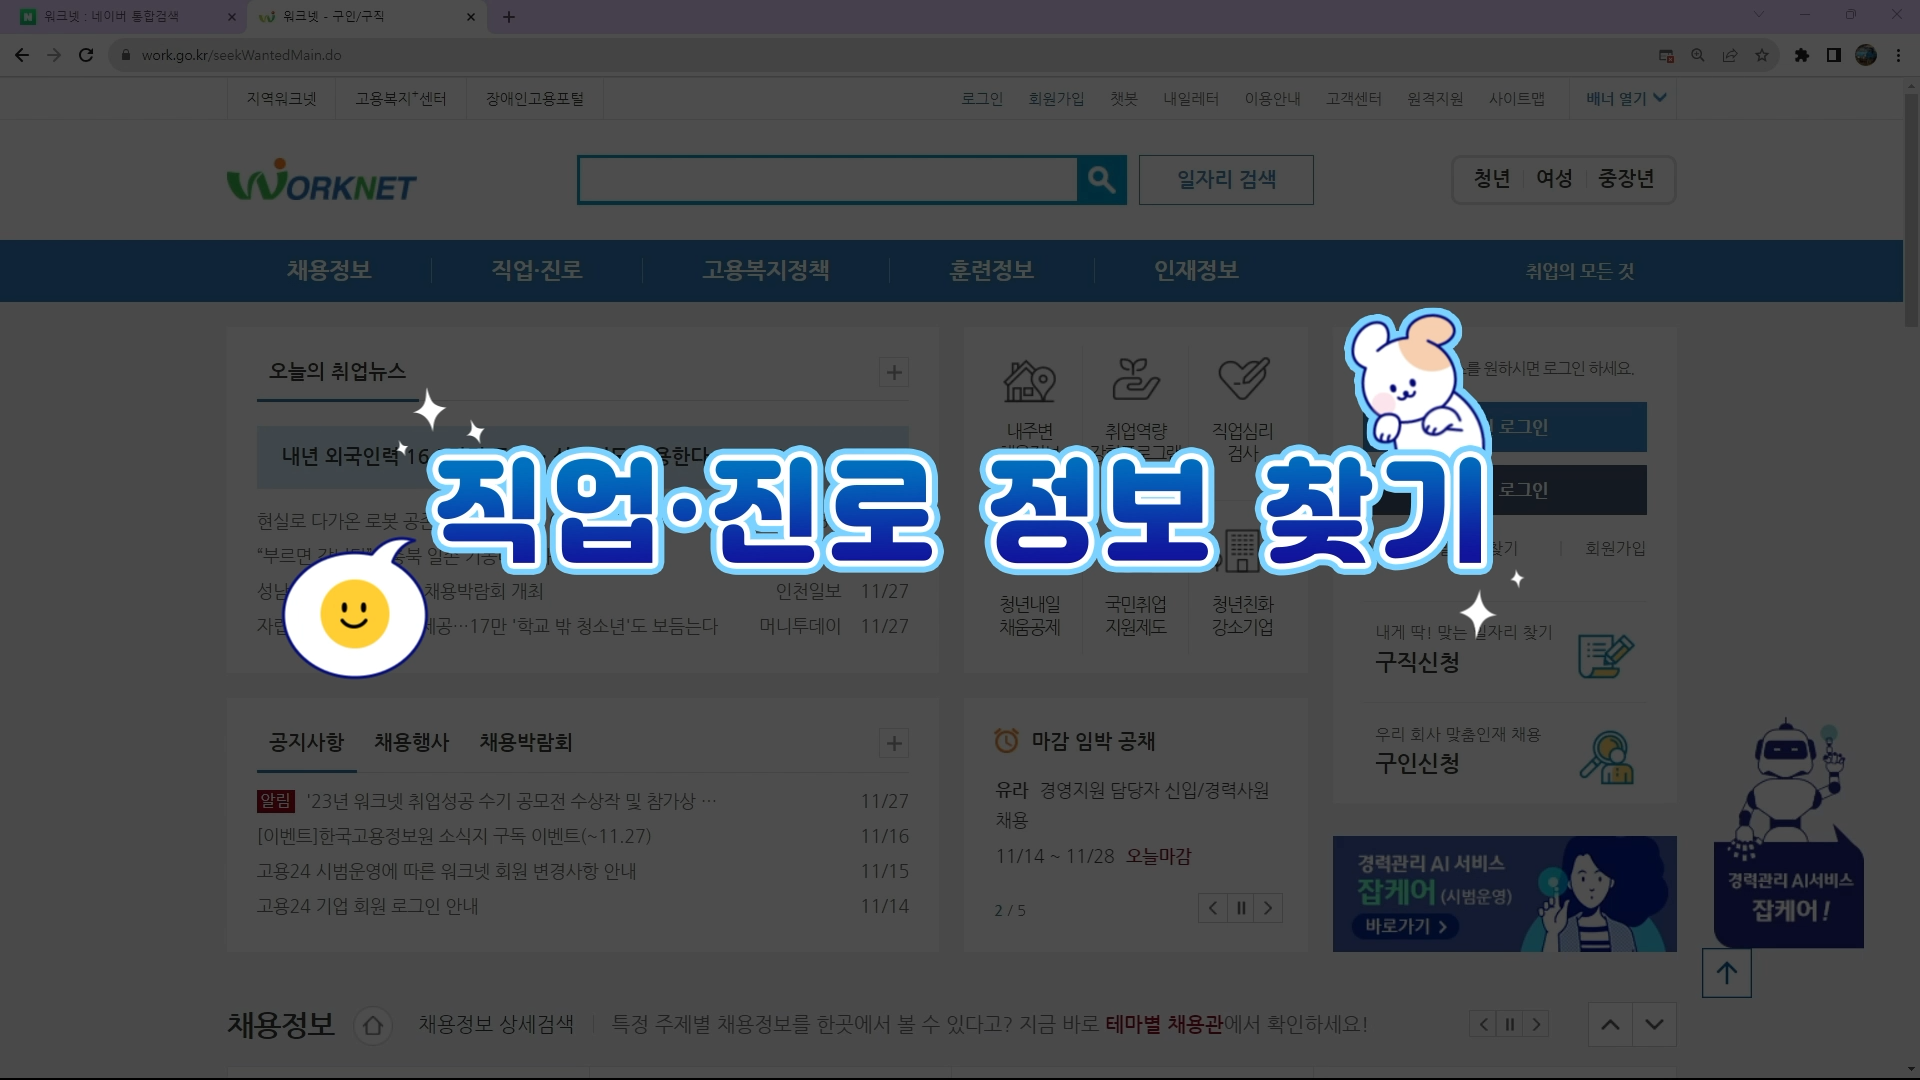 워크넷 : 네이버 통합검색
워크넷 - 구인/구직
work.go.kr/seekWantedMain.do
지역워크넷
고용복지+센터
장애인고용포털
로그인
회원가입
챗봇
내일레터
이용안내
고객센터
원격지원
사이트맵
배너 열기
WORKNET
일자리 검색
청년
여성
중장년
채용정보
직업·진로
고용복지정책
훈련정보
인재정보
취업의 모든 것
오늘의 취업뉴스
내년 외국인력 16
용한다
현실로 다가온 로봇 공존
“부르면
성남
채용박람회 개최
인천일보 11/27
자립
제공…17만 '학교 밖 청소년'도 보듬는다
머니투데이 11/27
내주변
취업역량
직업심리
검사
청년내일
채움공제
국민취업
지원제도
청년친화
강소기업
를 원하시면 로그인 하세요.
로그인
로그인
찾기
회원가입
직업·진로 정보 찾기
내게 딱! 맞는 일자리 찾기
구직신청
우리 회사 맞춤인재 채용
구인신청
공지사항
채용행사
채용박람회
알림 '23년 워크넷 취업성공 수기 공모전 수상작 및 참가상 … 11/27
[이벤트]한국고용정보원 소식지 구독 이벤트(~11.27) 11/16
고용24 시범운영에 따른 워크넷 회원 변경사항 안내 11/15
고용24 기업 회원 로그인 안내 11/14
마감 임박 공채
유라 경영지원 담당자 신입/경력사원
채용
11/14 ~ 11/28 오늘마감
2 / 5
경력관리 AI 서비스
잡케어 (시범운영)
바로가기
경력관리 AI서비스
잡케어!
채용정보
채용정보 상세검색
특정 주제별 채용정보를 한곳에서 볼 수 있다고? 지금 바로 테마별 채용관에서 확인하세요!